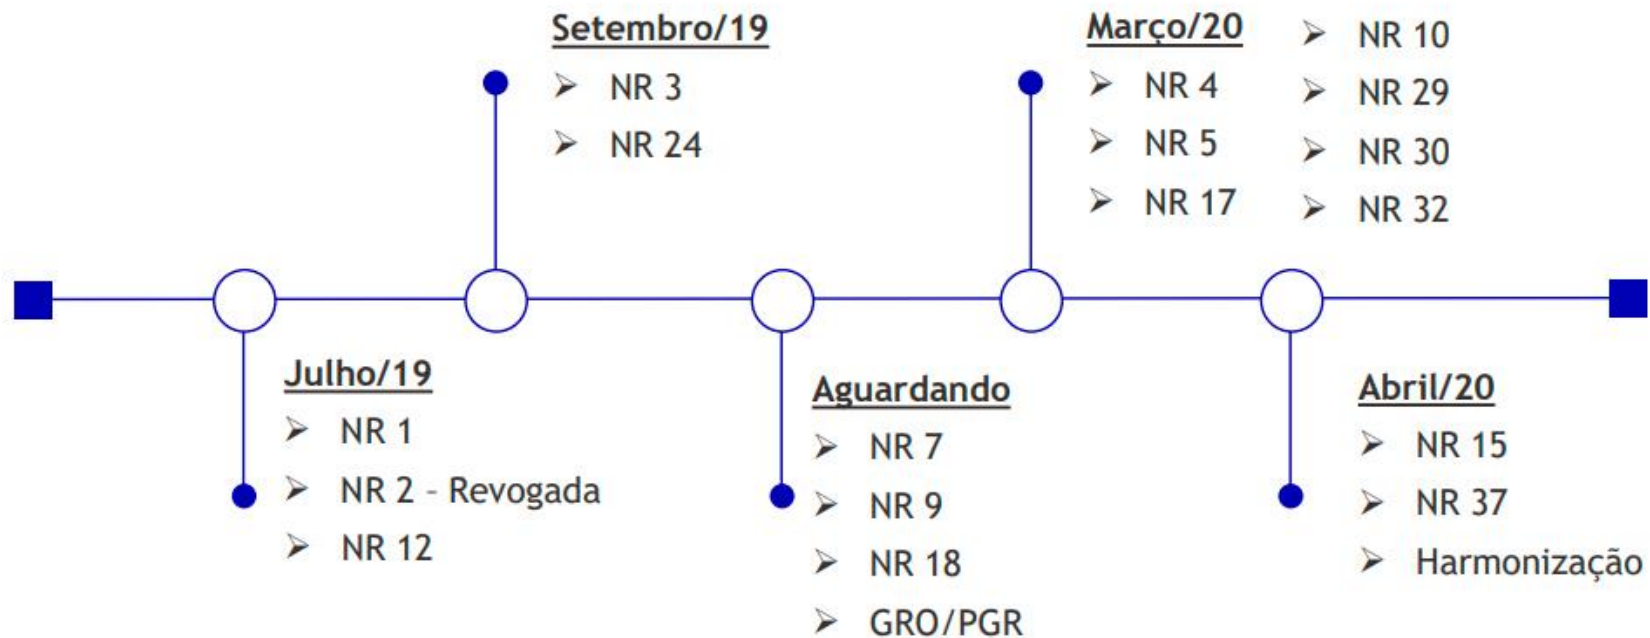 Setembro/19
➢ NR 3
➢ NR 24
Março/20
➢ NR 4
➢ NR 5
➢ NR 17
➢ NR 10
➢ NR 29
➢ NR 30
➢ NR 32
Julho/19
➢ NR 1
➢ NR 2 - Revogada
➢ NR 12
Aguardando
➢ NR 7
➢ NR 9
➢ NR 18
➢ GRO/PGR
Abril/20
➢ NR 15
➢ NR 37
➢ Harmonização